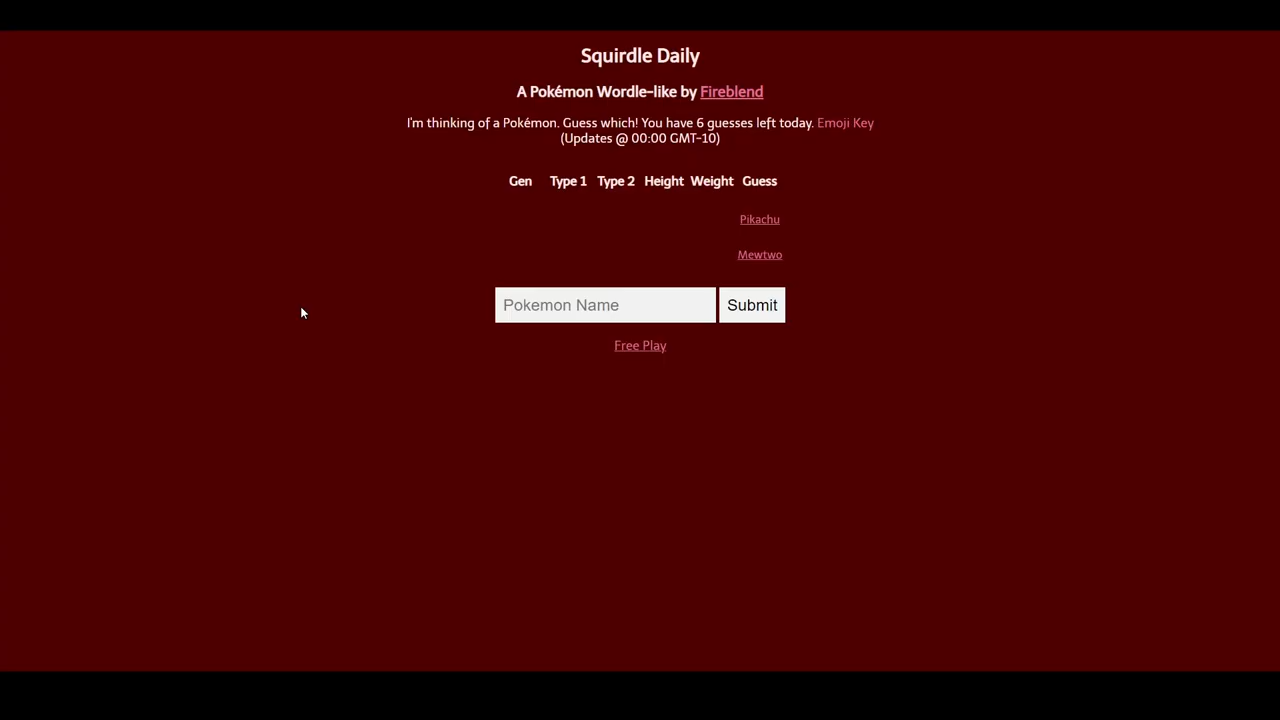 Squirdle Daily
A Pokémon Wordle-like by Fireblend
I'm thinking of a Pokémon. Guess which! You have 6 guesses left today. Emoji Key
(Updates @ 00:00 GMT-10)
Gen Type 1 Type 2 Height Weight Guess
Pikachu
Mewtwo
Pokemon Name Submit
Free Play